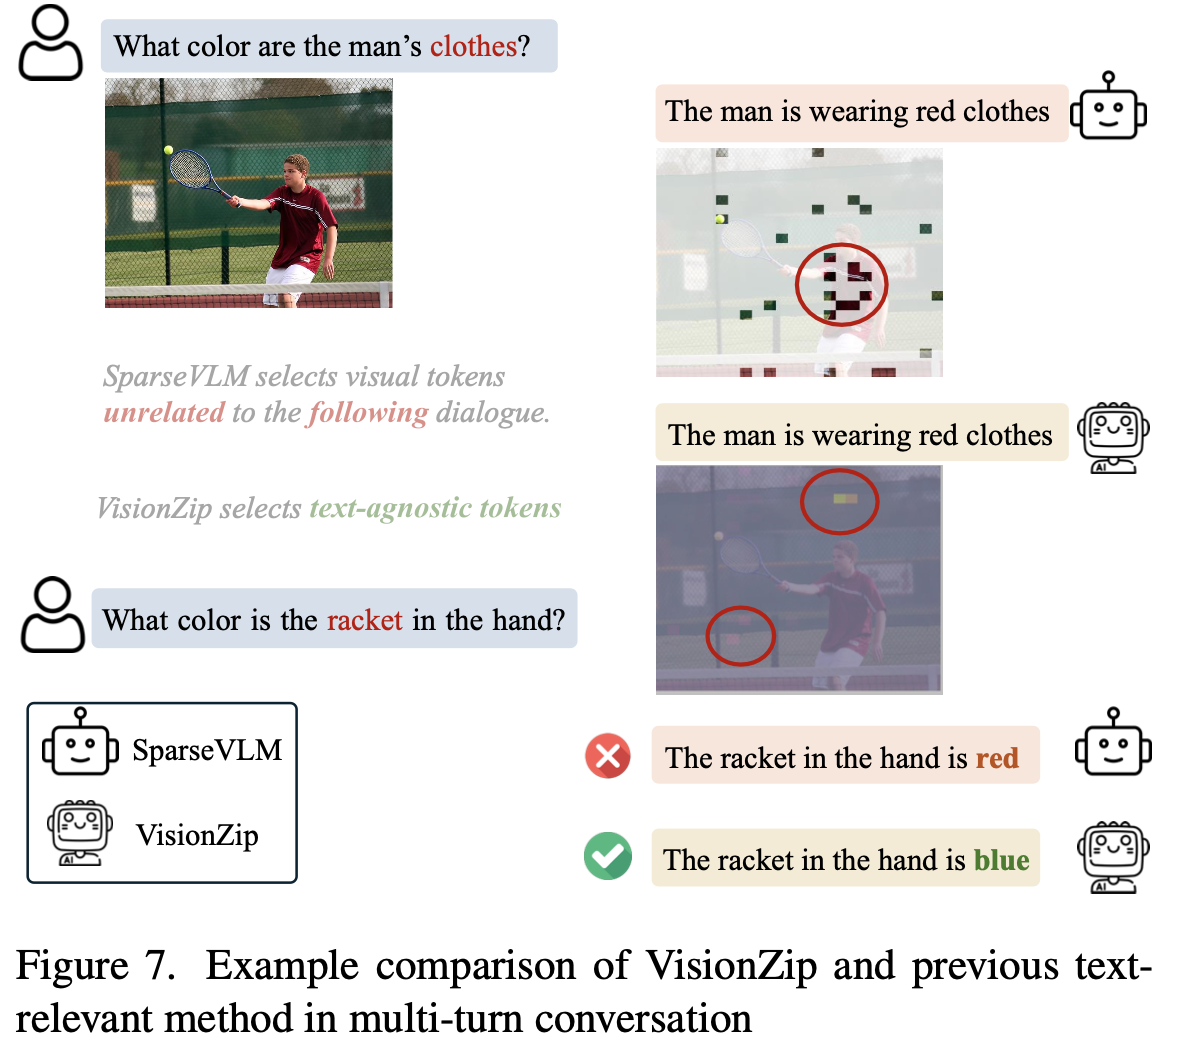 What color are the man's clothes?
The man is wearing red clothes
SparseVLM selects visual tokens
unrelated to the following dialogue.
The man is wearing red clothes
AI
VisionZip selects text-agnostic tokens
What color is the racket in the hand?
SparseVLM
VisionZip
AI
The racket in the hand is red
The racket in the hand is blue
AI
Figure 7. Example comparison of VisionZip and previous text-
relevant method in multi-turn conversation